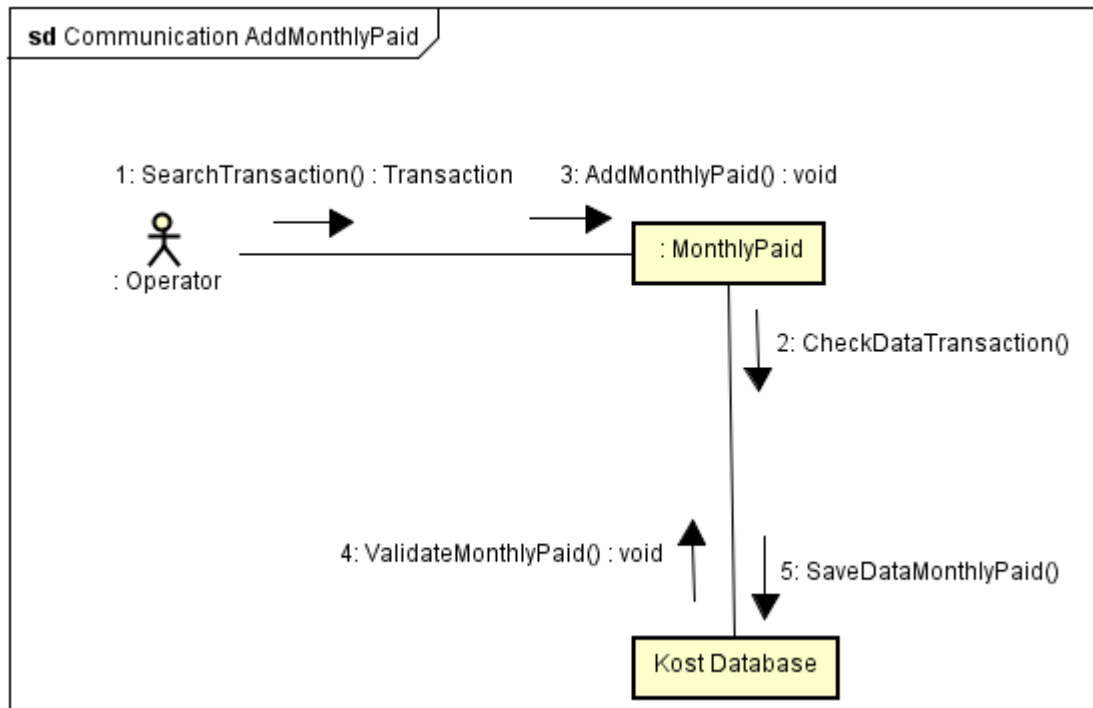 sd Communication AddMonthlyPaid
1: SearchTransaction() : Transaction
3: AddMonthlyPaid() : void
: Operator
: MonthlyPaid
2: CheckDataTransaction()
4: ValidateMonthlyPaid() : void
5: SaveDataMonthlyPaid()
Kost Database